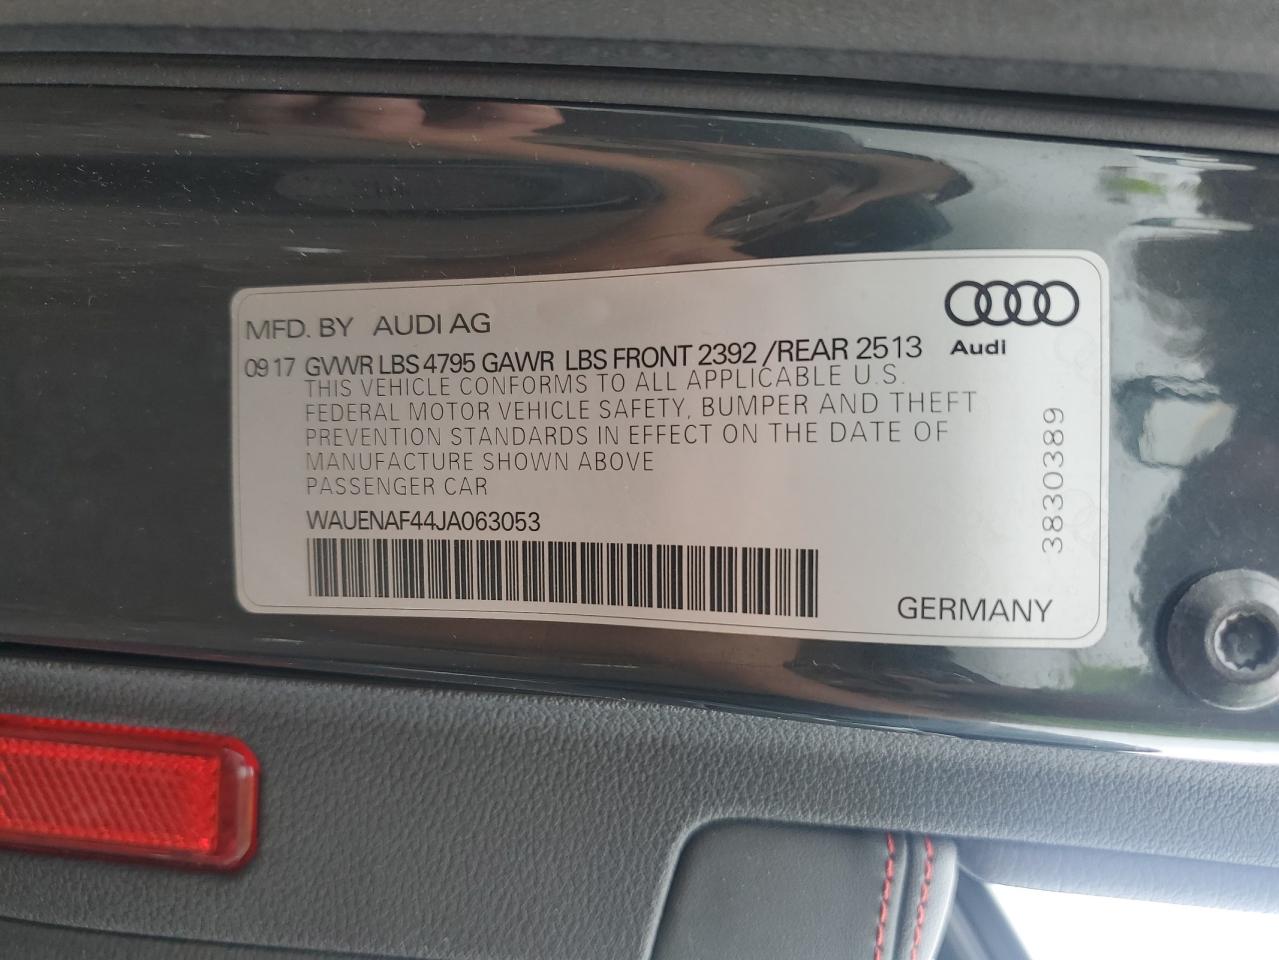 MFD. BY AUDI AG
Audi
09 17 GVWR LBS 4795 GAWR LBS FRONT 2392 /REAR 2513
THIS VEHICLE CONFORMS TO ALL APPLICABLE U.S.
FEDERAL MOTOR VEHICLE SAFETY, BUMPER AND THEFT
PREVENTION STANDARDS IN EFFECT ON THE DATE OF
MANUFACTURE SHOWN ABOVE
PASSENGER CAR
WAUENAF44JA063053
3830389
GERMANY